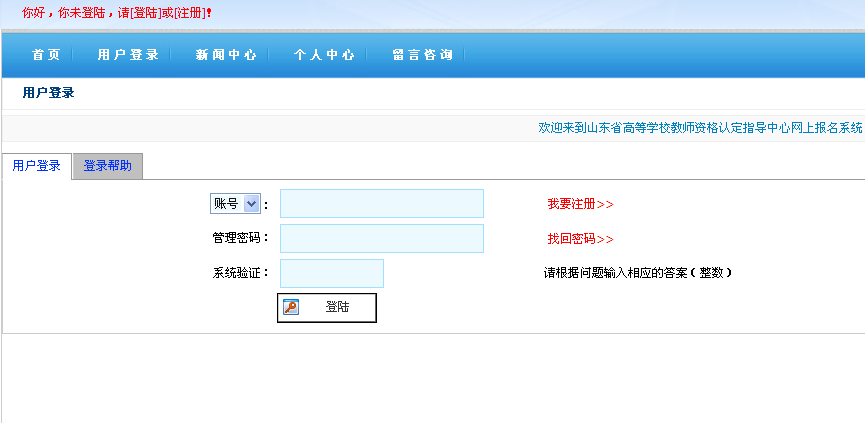 你好，你未登陆，请[登陆]或[注册]！
首页 用户登录 新闻中心 个人中心 留言咨询
用户登录
欢迎来到山东省高等学校教师资格认定指导中心网上报名系统
用户登录 登录帮助
账号 ： 我要注册>>
管理密码： 找回密码>>
系统验证： 请根据问题输入相应的答案（整数）
登陆